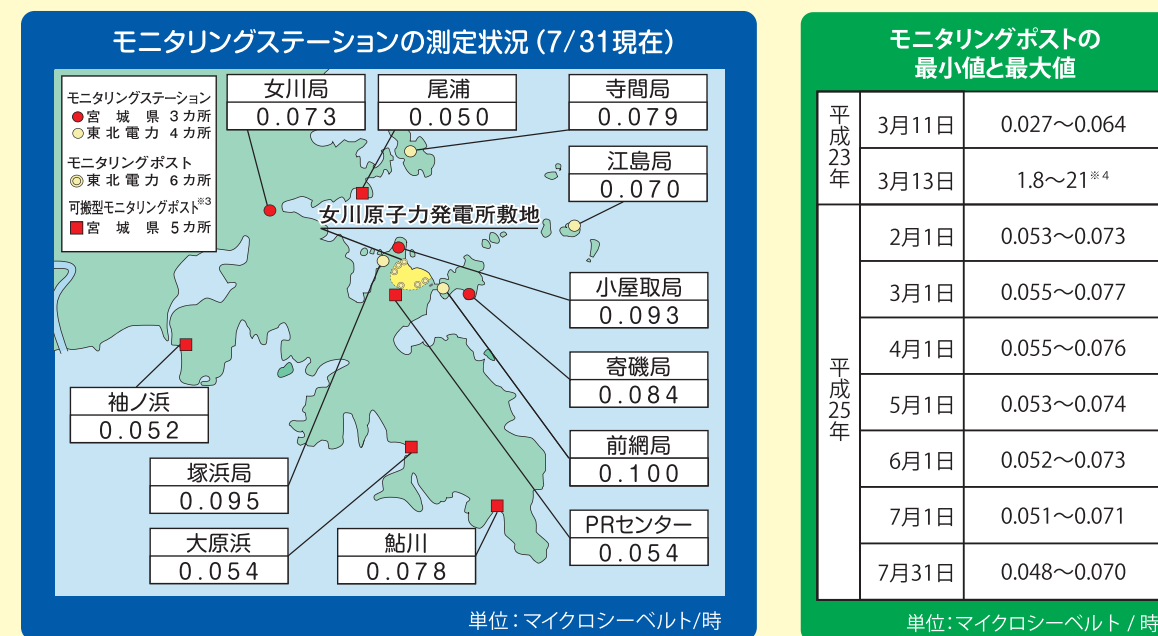 モニタリングステーションの測定状況（7/31現在）
モニタリングステーション
宮城県 3カ所
東北電力 4カ所
モニタリングポスト
東北電力 6カ所
可搬型モニタリングポスト※3
宮城県 5カ所
女川局
0.073
尾浦
0.050
寺間局
0.079
江島局
0.070
女川原子力発電所敷地
小屋取局
0.093
寄磯局
0.084
前網局
0.100
PRセンター
0.054
袖ノ浜
0.052
塚浜局
0.095
大原浜
0.054
鮎川
0.078
単位：マイクロシーベルト/時
モニタリングポストの
最小値と最大値
平成23年
3月11日 0.027～0.064
3月13日 1.8～21※4
平成25年
2月1日 0.053～0.073
3月1日 0.055～0.077
4月1日 0.055～0.076
5月1日 0.053～0.074
6月1日 0.052～0.073
7月1日 0.051～0.071
7月31日 0.048～0.070
単位：マイクロシーベルト / 時